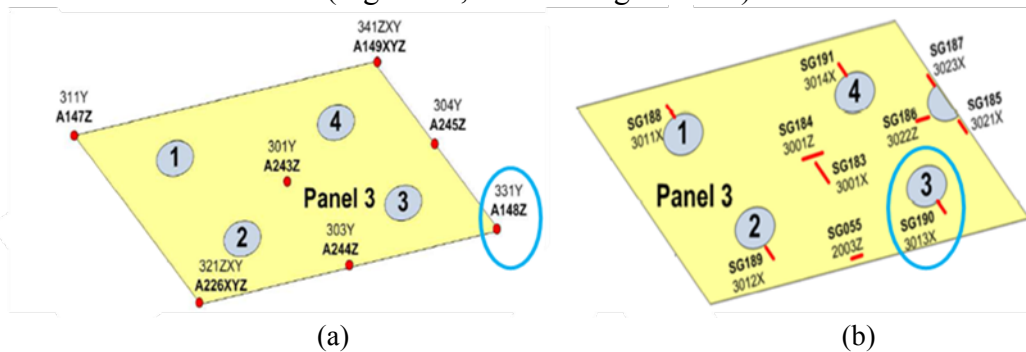 341ZXY
A149XYZ
311Y
A147Z
304Y
A245Z
4
1
301Y
A243Z
Panel 3
3
331Y
A148Z
2
303Y
A244Z
321ZXY
A226XYZ
(a)
SG187
3023X
SG191
3014X
4
SG188
3011X
1
SG186
3022Z
SG185
3021X
SG184
3001Z
SG183
3001X
Panel 3
3
SG190
3013X
2
SG055
2003Z
SG189
3012X
(b)